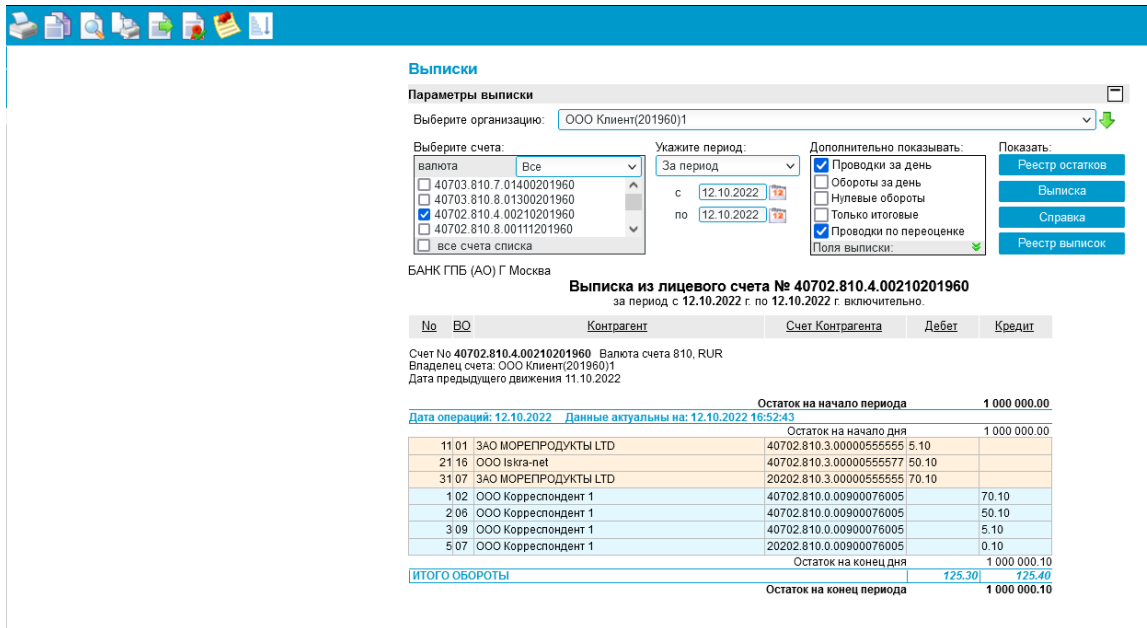 Выписки
Параметры выписки
Выберите организацию: ООО Клиент(201960)1
Выберите счета: Укажите период: Дополнительно показывать: Показать:
валюта Все За период Проводки за день Реестр остатков
40703.810.7.01400201960 Обороты за день
40703.810.8.01300201960 с 12.10.2022 12 Нулевые обороты Выписка
40702.810.4.00210201960 по 12.10.2022 12 Только итоговые Справка
40702.810.8.00111201960 Проводки по переоценке
все счета списка Поля выписки: Реестр выписок
БАНК ГПБ (АО) Г Москва
Выписка из лицевого счета № 40702.810.4.00210201960
за период с 12.10.2022 г. по 12.10.2022 г. включительно.
No ВО Контрагент Счет Контрагента Дебет Кредит
Счет No 40702.810.4.00210201960 Валюта счета 810, RUR
Владелец счета: ООО Клиент(201960)1
Дата предыдущего движения 11.10.2022
Остаток на начало периода 1 000 000.00
Дата операций: 12.10.2022 Данные актуальны на: 12.10.2022 16:52:43
Остаток на начало дня 1 000 000.00
11 01 ЗАО МОРЕПРОДУКТЫ LTD 40702.810.3.00000555555 5.10
21 16 ООО Iskra-net 40702.810.3.00000555577 50.10
31 07 ЗАО МОРЕПРОДУКТЫ LTD 20202.810.3.00000555555 70.10
1 02 ООО Корреспондент 1 40702.810.0.00900076005 70.10
2 06 ООО Корреспондент 1 40702.810.0.00900076005 50.10
3 09 ООО Корреспондент 1 40702.810.0.00900076005 5.10
5 07 ООО Корреспондент 1 20202.810.0.00900076005 0.10
Остаток на конец дня 1 000 000.10
ИТОГО ОБОРОТЫ 125.30 125.40
Остаток на конец периода 1 000 000.10